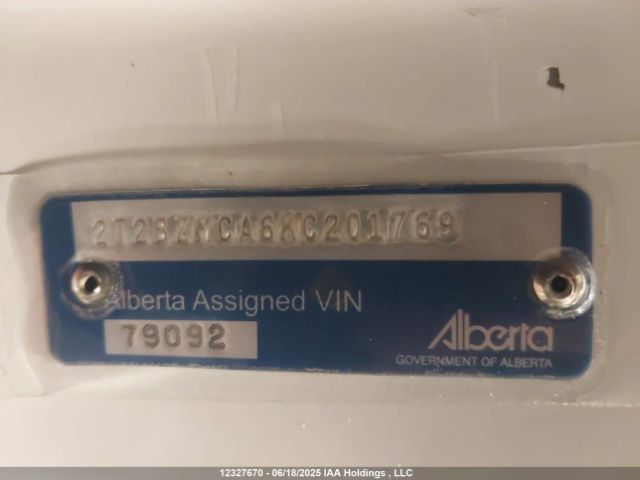 2T2BZMCA6KC201769
Alberta Assigned VIN
79092
Alberta
GOVERNMENT OF ALBERTA
12327670 - 06/18/2025 IAA Holdings , LLC